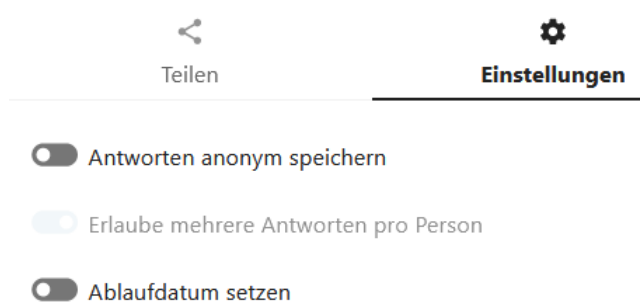 Teilen
Einstellungen
Antworten anonym speichern
Erlaube mehrere Antworten pro Person
Ablaufdatum setzen